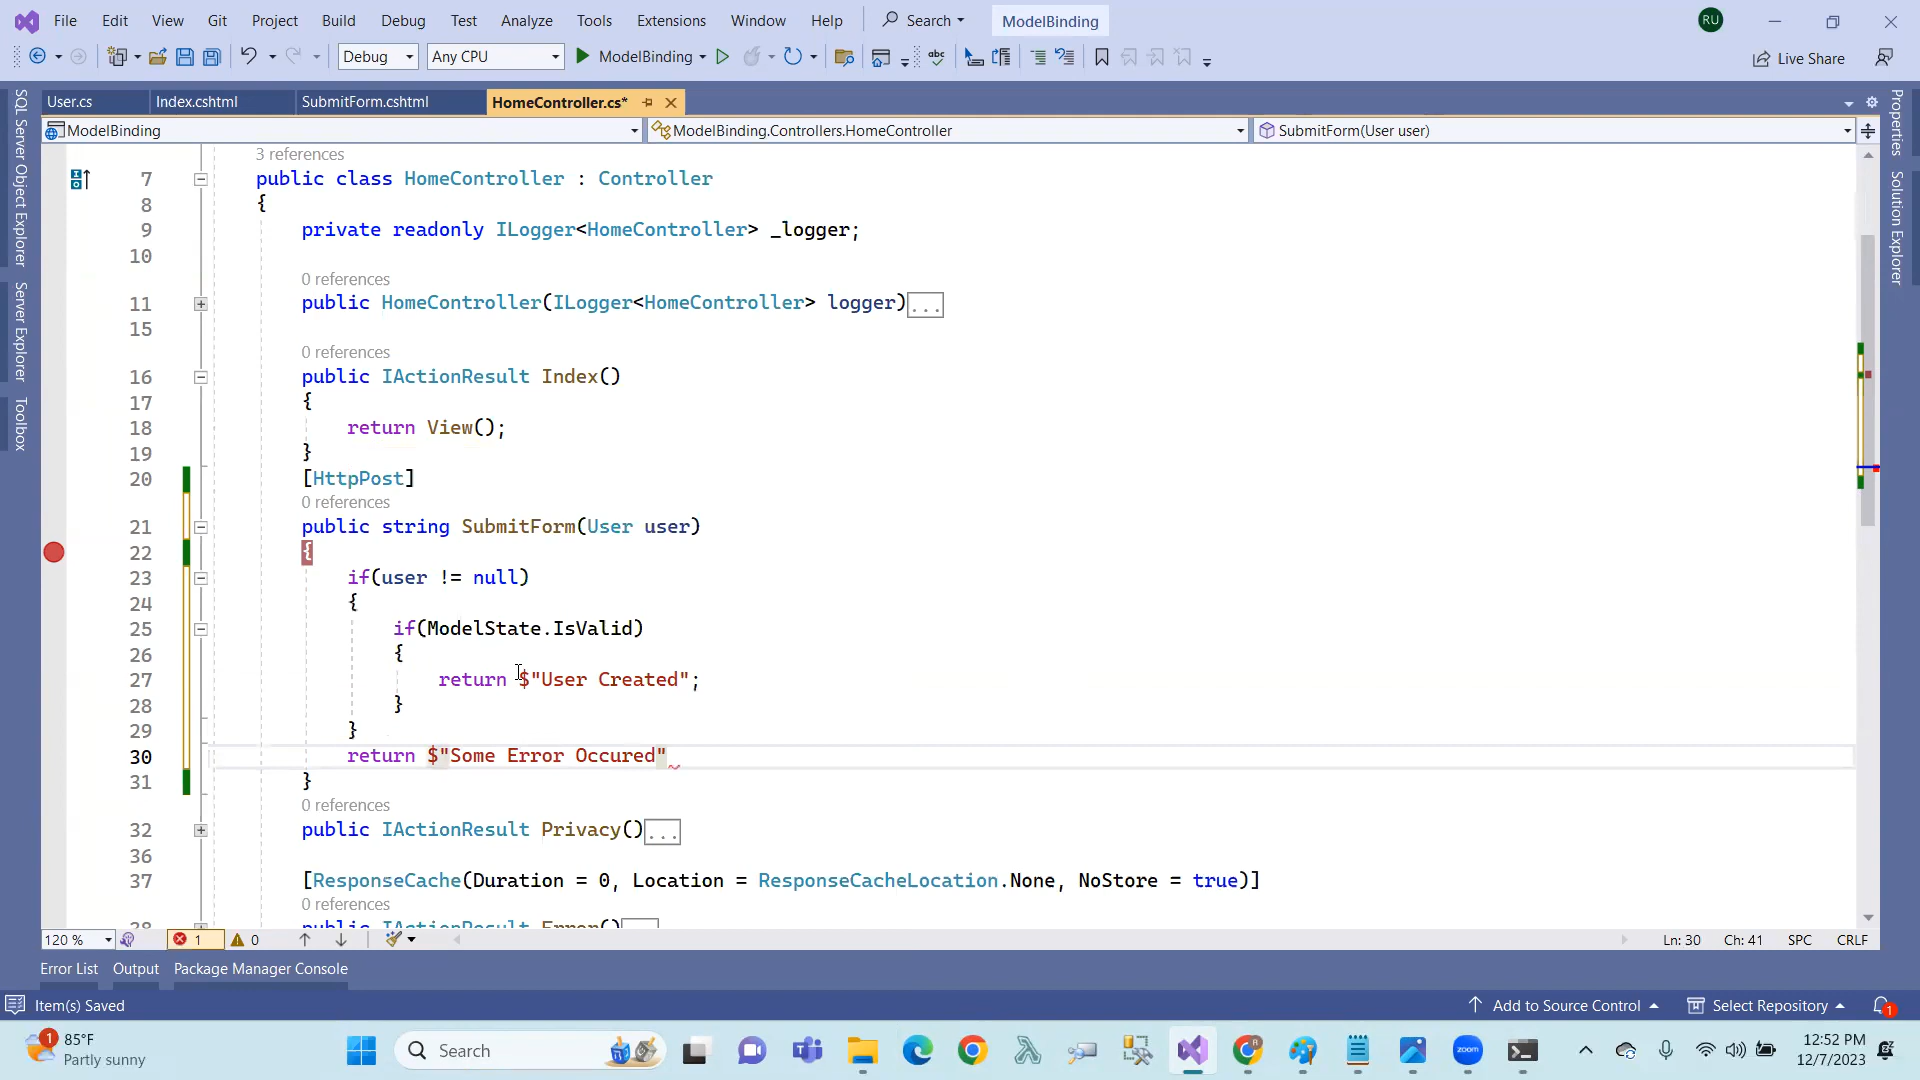 File Edit View Git Project Build Debug Test Analyze Tools Extensions Window Help Search ModelBinding RU
Debug Any CPU ModelBinding Live Share
User.cs Index.cshtml SubmitForm.cshtml HomeController.cs*
ModelBinding ModelBinding.Controllers.HomeController SubmitForm(User user)
SQL Server Object Explorer
Server Explorer
Toolbox
Properties
Solution Explorer
3 references
7 public class HomeController : Controller
8 {
9 private readonly ILogger<HomeController> _logger;
10
0 references
11 public HomeController(ILogger<HomeController> logger)...
15
0 references
16 public IActionResult Index()
17 {
18 return View();
19 }
20 [HttpPost]
0 references
21 public string SubmitForm(User user)
22 {
23 if(user != null)
24 {
25 if(ModelState.IsValid)
26 {
27 return $"User Created";
28 }
29 }
30 return $"Some Error Occured"
31 }
0 references
32 public IActionResult Privacy()...
36
37 [ResponseCache(Duration = 0, Location = ResponseCacheLocation.None, NoStore = true)]
0 references
38 public IActionResult Error()
120 % 1 0 Ln: 30 Ch: 41 SPC CRLF
Error List Output Package Manager Console
Item(s) Saved Add to Source Control Select Repository 1
1 85°F
Partly sunny
Search
zoom
12:52 PM
12/7/2023